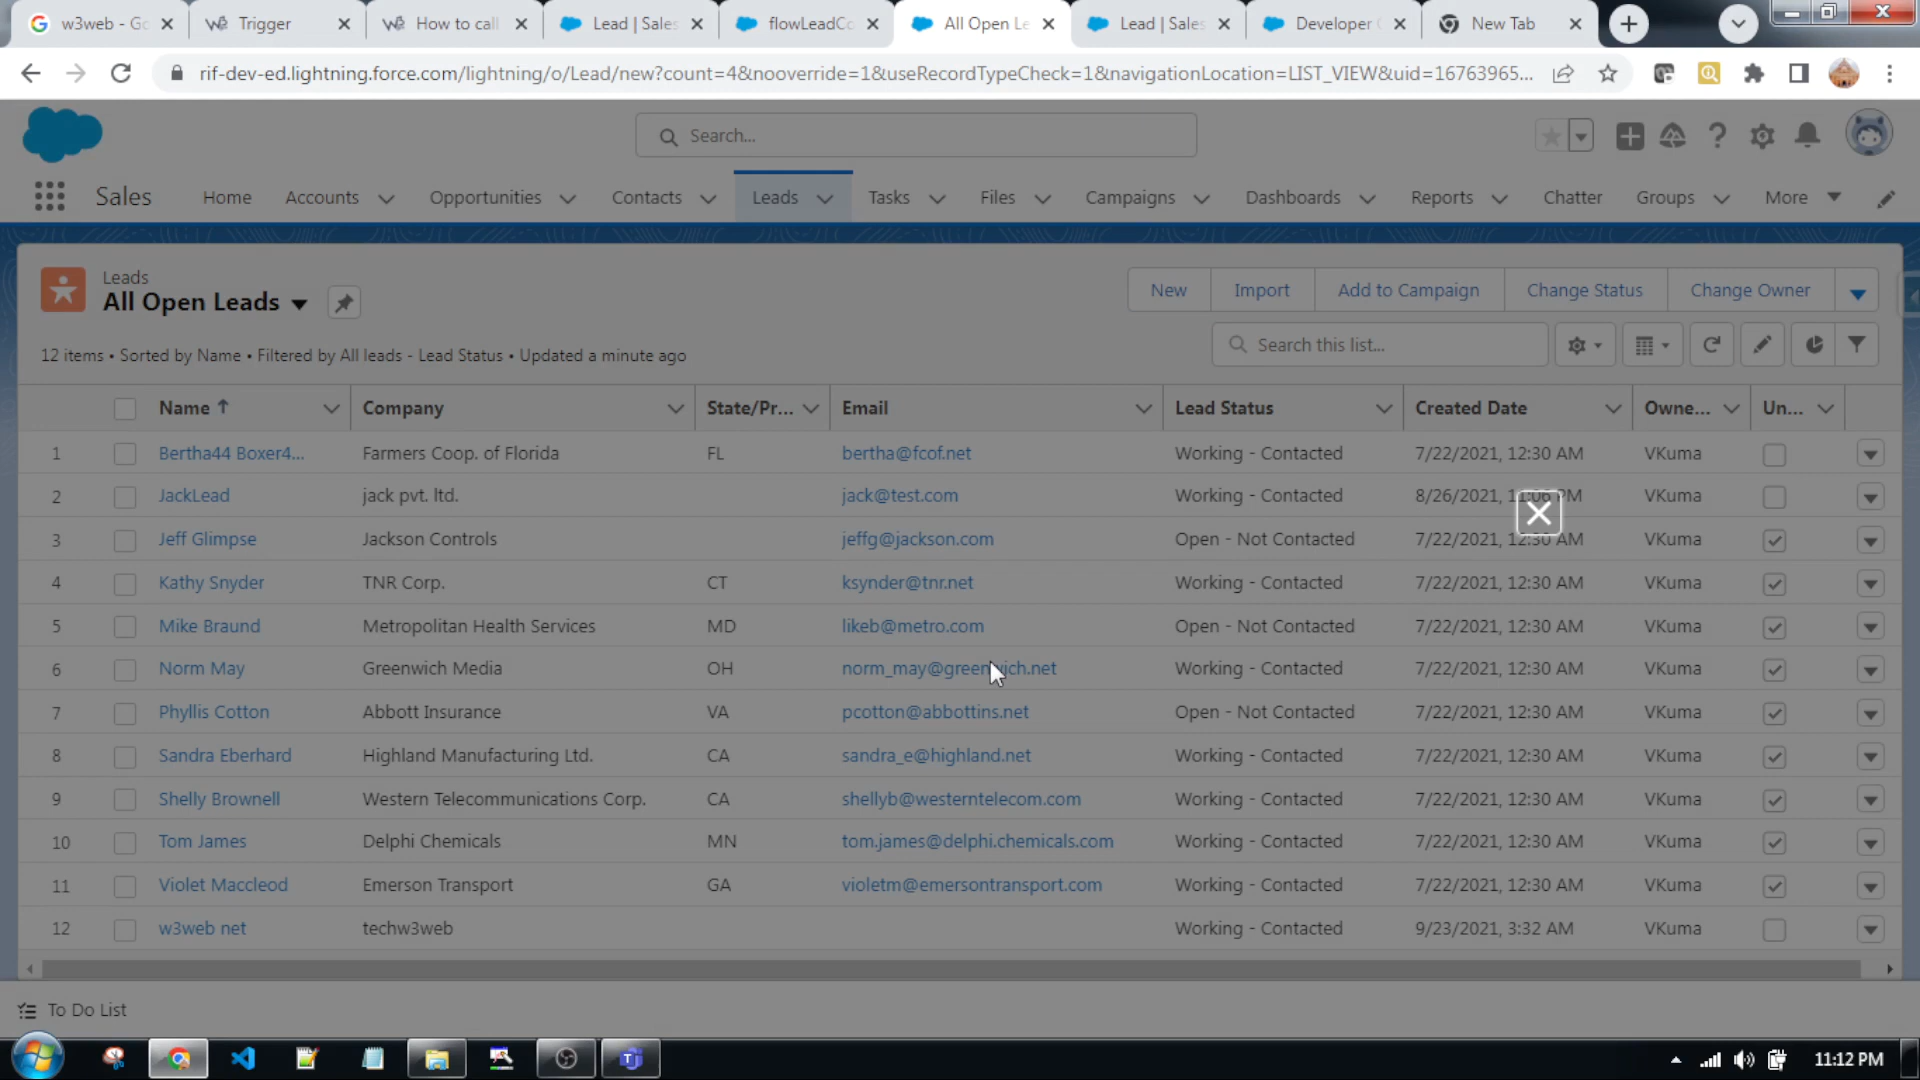 w3web - Go
Trigger
How to call
Lead | Sales
flowLeadCo
All Open Le
Lead | Sales
Developer
New Tab
rif-dev-ed.lightning.force.com/lightning/o/Lead/new?count=4&nooverride=1&useRecordTypeCheck=1&navigationLocation=LIST_VIEW&uid=16763965...
Search...
Sales
Home
Accounts
Opportunities
Contacts
Leads
Tasks
Files
Campaigns
Dashboards
Reports
Chatter
Groups
More
Leads
All Open Leads
New
Import
Add to Campaign
Change Status
Change Owner
12 items • Sorted by Name • Filtered by All leads - Lead Status • Updated a minute ago
Search this list...
Name Company State/Pr... Email Lead Status Created Date Owne... Un...
1 Bertha44 Boxer4... Farmers Coop. of Florida FL bertha@fcof.net Working - Contacted 7/22/2021, 12:30 AM VKuma
2 JackLead jack pvt. ltd. jack@test.com Working - Contacted 8/26/2021, 11:06 PM VKuma
3 Jeff Glimpse Jackson Controls jeffg@jackson.com Open - Not Contacted 7/22/2021, 12:30 AM VKuma
4 Kathy Snyder TNR Corp. CT ksynder@tnr.net Working - Contacted 7/22/2021, 12:30 AM VKuma
5 Mike Braund Metropolitan Health Services MD likeb@metro.com Open - Not Contacted 7/22/2021, 12:30 AM VKuma
6 Norm May Greenwich Media OH norm_may@greenwich.net Working - Contacted 7/22/2021, 12:30 AM VKuma
7 Phyllis Cotton Abbott Insurance VA pcotton@abbottins.net Open - Not Contacted 7/22/2021, 12:30 AM VKuma
8 Sandra Eberhard Highland Manufacturing Ltd. CA sandra_e@highland.net Working - Contacted 7/22/2021, 12:30 AM VKuma
9 Shelly Brownell Western Telecommunications Corp. CA shellyb@westerntelecom.com Working - Contacted 7/22/2021, 12:30 AM VKuma
10 Tom James Delphi Chemicals MN tom.james@delphi.chemicals.com Working - Contacted 7/22/2021, 12:30 AM VKuma
11 Violet Maccleod Emerson Transport GA violetm@emersontransport.com Working - Contacted 7/22/2021, 12:30 AM VKuma
12 w3web net techw3web Working - Contacted 9/23/2021, 3:32 AM VKuma
To Do List
11:12 PM